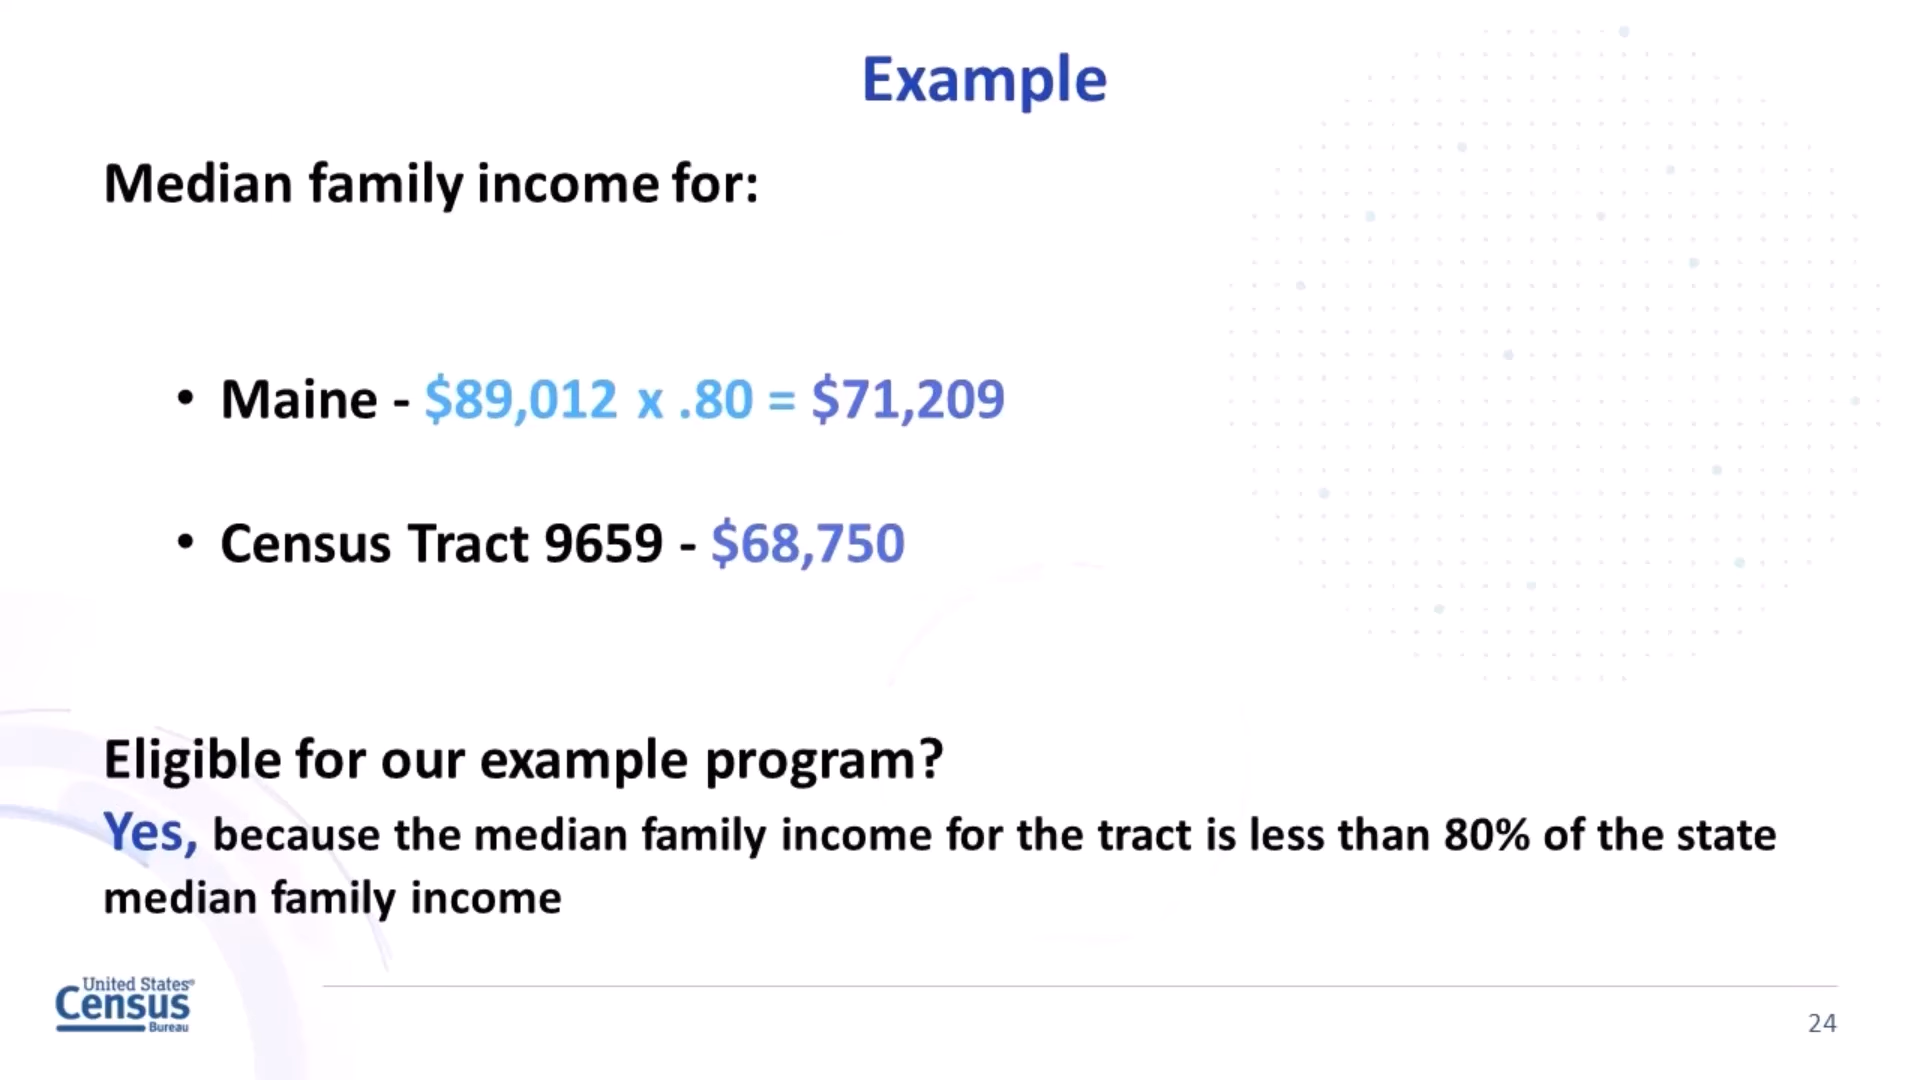 Example
Median family income for:
• Maine - $89,012 x .80 = $71,209
• Census Tract 9659 - $68,750
Eligible for our example program?
Yes, because the median family income for the tract is less than 80% of the state
median family income
United States®
Census
Bureau
24